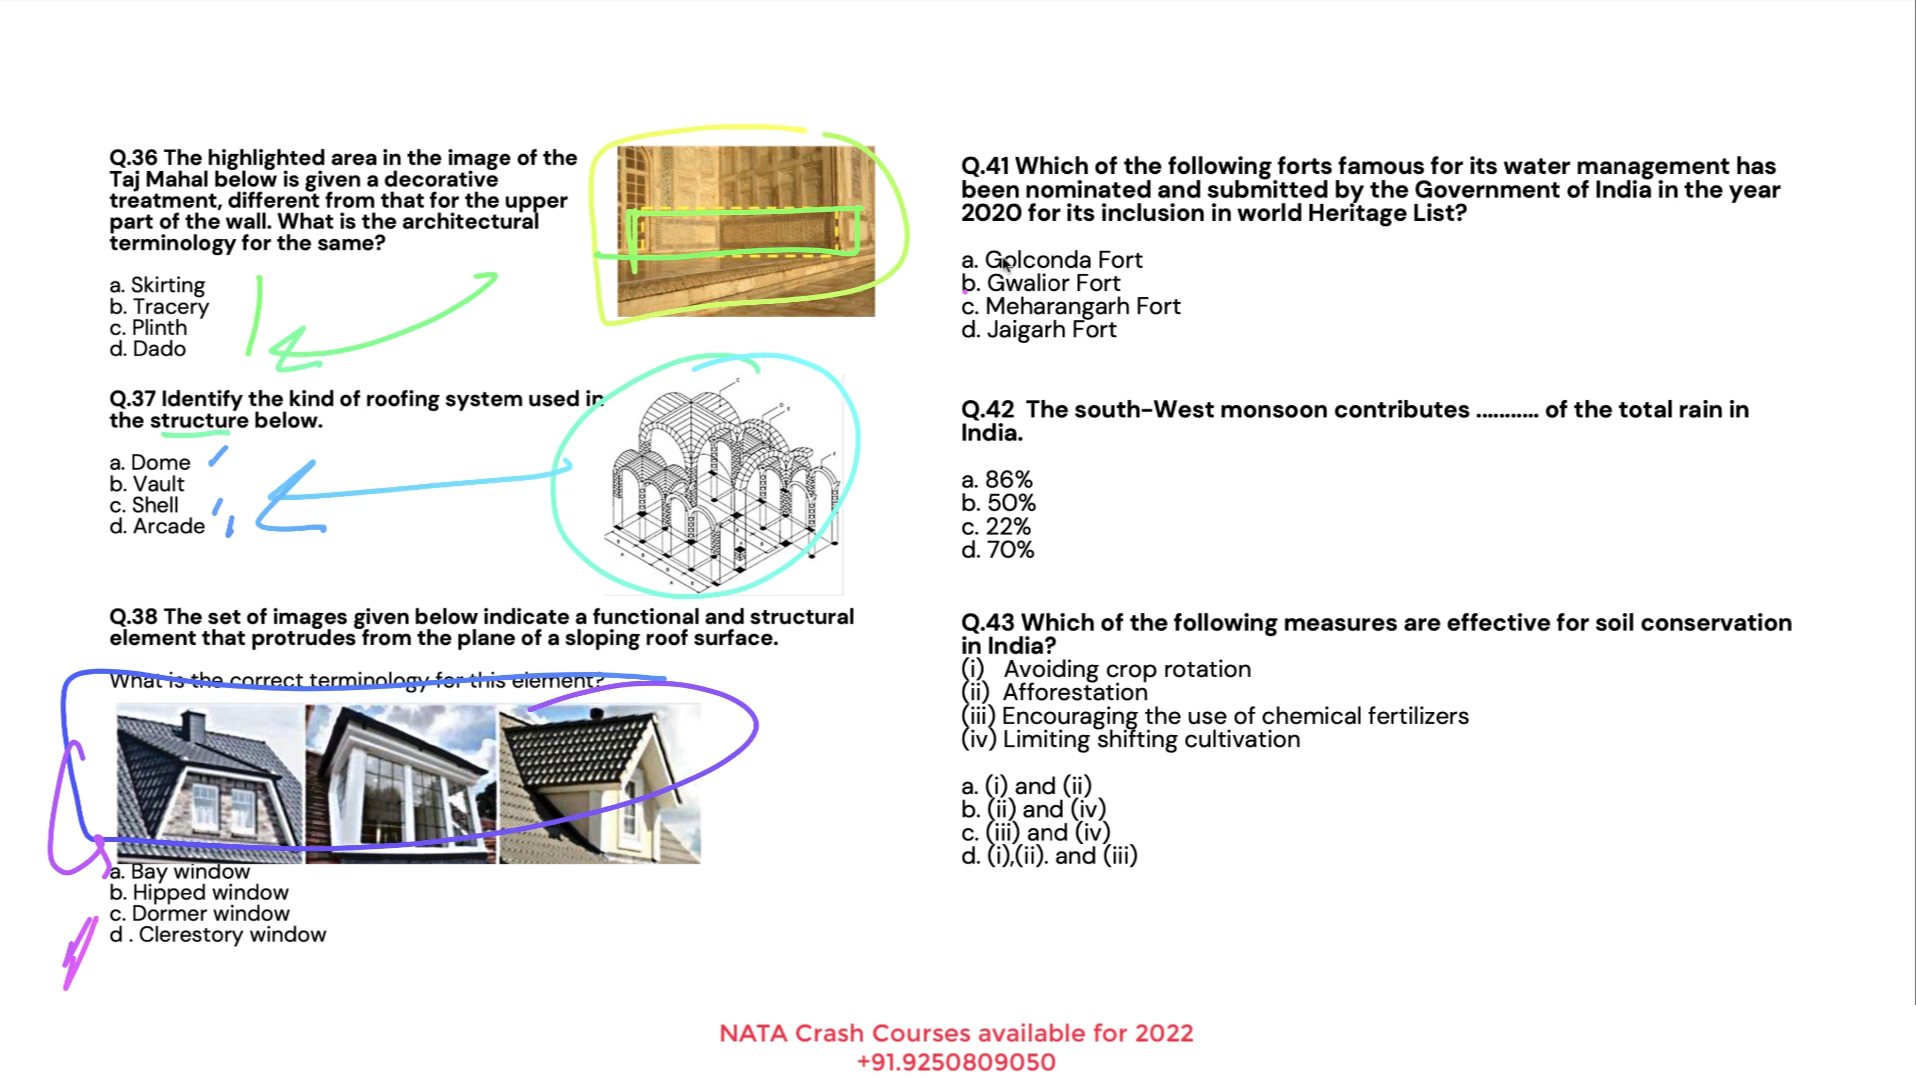 Q.36 The highlighted area in the image of the
Taj Mahal below is given a decorative
treatment, different from that for the upper
part of the wall. What is the architectural
terminology for the same?
a. Skirting
b. Tracery
c. Plinth
d. Dado
Q.37 Identify the kind of roofing system used in
the structure below.
a. Dome
b. Vault
c. Shell
d. Arcade
Q.38 The set of images given below indicate a functional and structural
element that protrudes from the plane of a sloping roof surface.
What is the correct terminology for this element?
a. Bay window
b. Hipped window
c. Dormer window
d . Clerestory window
Q.41 Which of the following forts famous for its water management has
been nominated and submitted by the Government of India in the year
2020 for its inclusion in world Heritage List?
a. Golconda Fort
b. Gwalior Fort
c. Meharangarh Fort
d. Jaigarh Fort
Q.42 The south-West monsoon contributes ........... of the total rain in
India.
a. 86%
b. 50%
c. 22%
d. 70%
Q.43 Which of the following measures are effective for soil conservation
in India?
(i) Avoiding crop rotation
(ii) Afforestation
(iii) Encouraging the use of chemical fertilizers
(iv) Limiting shifting cultivation
a. (i) and (ii)
b. (ii) and (iv)
c. (iii) and (iv)
d. (i),(ii). and (iii)
NATA Crash Courses available for 2022
+91.9250809050